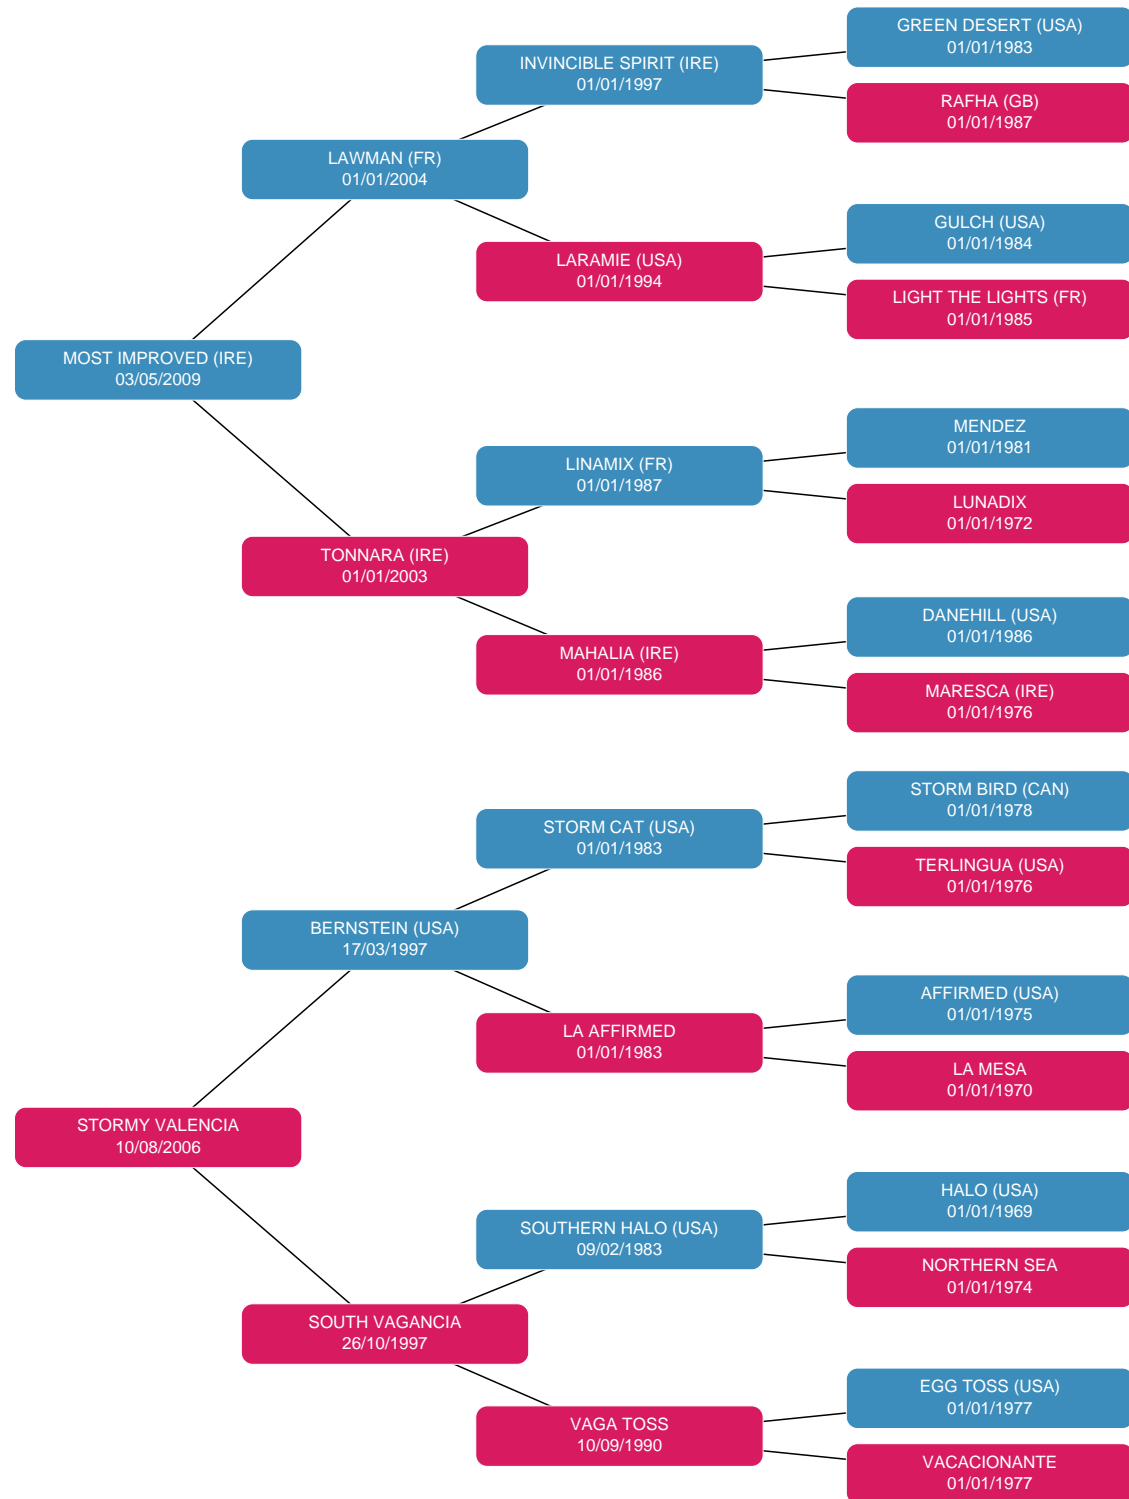 GREEN DESERT (USA)
01/01/1983
INVINCIBLE SPIRIT (IRE)
01/01/1997
RAFHA (GB)
01/01/1987
LAWMAN (FR)
01/01/2004
GULCH (USA)
01/01/1984
LARAMIE (USA)
01/01/1994
LIGHT THE LIGHTS (FR)
01/01/1985
MOST IMPROVED (IRE)
03/05/2009
MENDEZ
01/01/1981
LINAMIX (FR)
01/01/1987
LUNADIX
01/01/1972
TONNARA (IRE)
01/01/2003
DANEHILL (USA)
01/01/1986
MAHALIA (IRE)
01/01/1986
MARESCA (IRE)
01/01/1976
STORM BIRD (CAN)
01/01/1978
STORM CAT (USA)
01/01/1983
TERLINGUA (USA)
01/01/1976
BERNSTEIN (USA)
17/03/1997
AFFIRMED (USA)
01/01/1975
LA AFFIRMED
01/01/1983
LA MESA
01/01/1970
STORMY VALENCIA
10/08/2006
HALO (USA)
01/01/1969
SOUTHERN HALO (USA)
09/02/1983
NORTHERN SEA
01/01/1974
SOUTH VAGANCIA
26/10/1997
EGG TOSS (USA)
01/01/1977
VAGA TOSS
10/09/1990
VACACIONANTE
01/01/1977